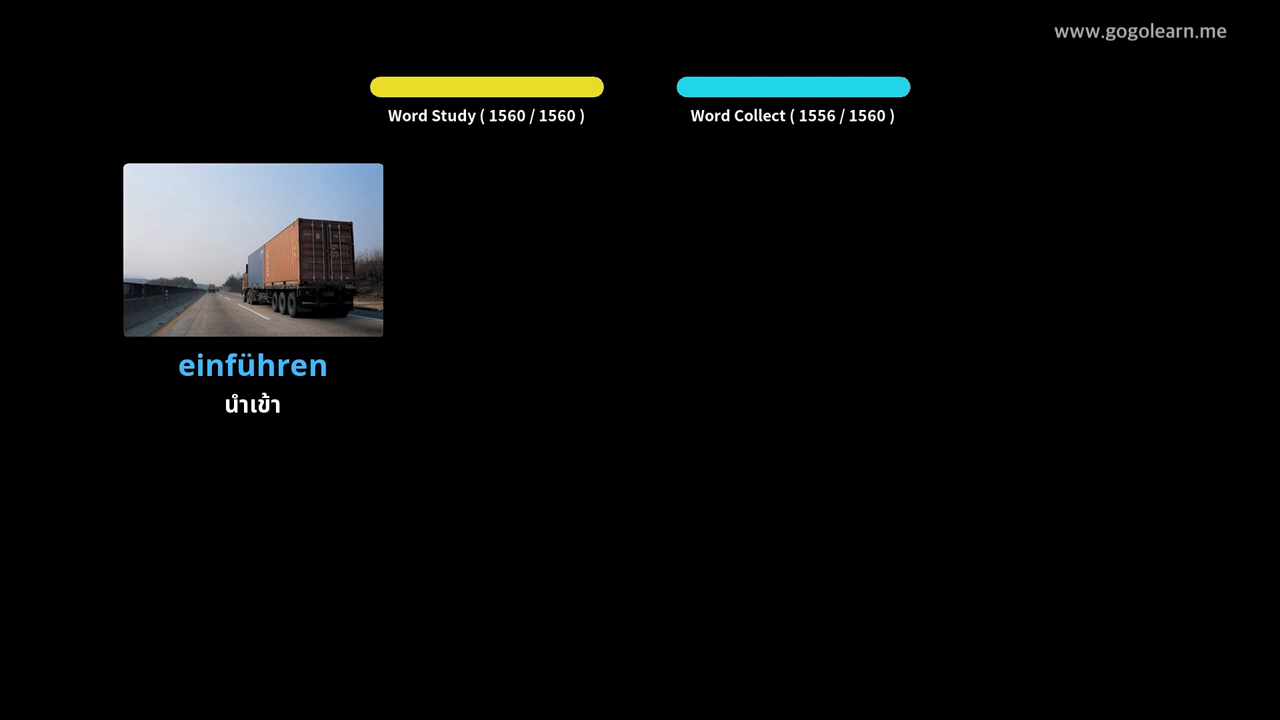 www.gogolearn.me
Word Study ( 1560 / 1560 )
Word Collect ( 1556 / 1560 )
einführen
นำเข้า